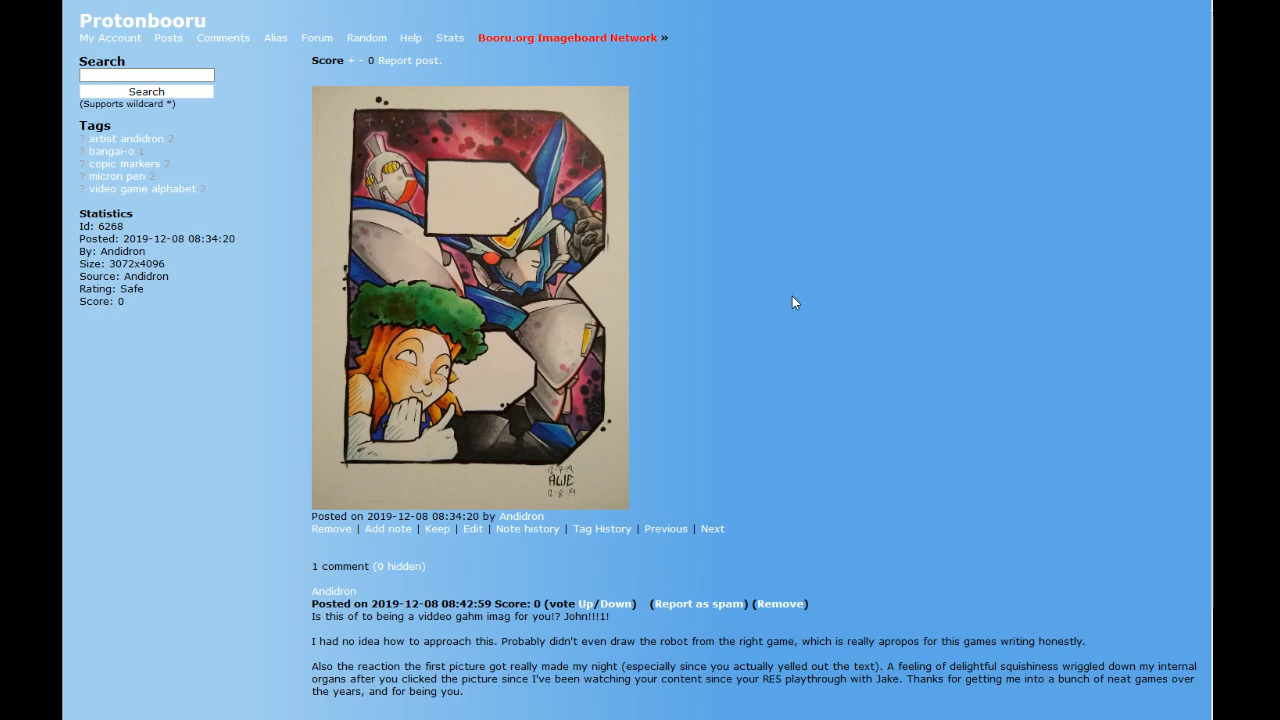 Protonbooru
My Account Posts Comments Alias Forum Random Help Stats Booru.org Imageboard Network »
Search
Search
(Supports wildcard *)
Tags
? artist andidron 2
? bangai-o 1
? copic markers 2
? micron pen 2
? video game alphabet 2
Statistics
Id: 6268
Posted: 2019-12-08 08:34:20
By: Andidron
Size: 3072x4096
Source: Andidron
Rating: Safe
Score: 0
Score + - 0 Report post.
B
12·7·19
AWE
12·8·19
Posted on 2019-12-08 08:34:20 by Andidron
Remove | Add note | Keep | Edit | Note history | Tag History | Previous | Next
1 comment (0 hidden)
Andidron
Posted on 2019-12-08 08:42:59 Score: 0 (vote Up/Down) (Report as spam) (Remove)
Is this of to being a viddeo gahm imag for you!? John!!!1!
I had no idea how to approach this. Probably didn't even draw the robot from the right game, which is really apropos for this games writing honestly.
Also the reaction the first picture got really made my night (especially since you actually yelled out the text). A feeling of delightful squishiness wriggled down my internal
organs after you clicked the picture since I've been watching your content since your RE5 playthrough with Jake. Thanks for getting me into a bunch of neat games over
the years, and for being you.